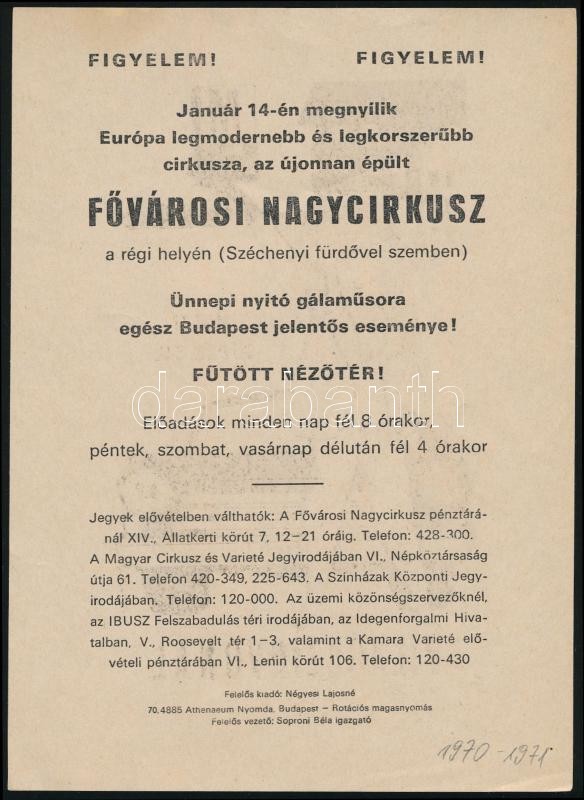 FIGYELEM! FIGYELEM!
Január 14-én megnyílik
Európa legmodernebb és legkorszerűbb
cirkusza, az újonnan épült
FŐVÁROSI NAGYCIRKUSZ
a régi helyén (Széchenyi fürdővel szemben)
Ünnepi nyitó gálaműsora
egész Budapest jelentős eseménye!
FŰTÖTT NÉZŐTÉR!
darabanth
Előadások minden nap fél 8 órakor,
péntek, szombat, vasárnap délután fél 4 órakor
Jegyek elővételben válthatók: A Fővárosi Nagycirkusz pénztárá-
nál XIV., Állatkerti körút 7, 12–21 óráig. Telefon: 428-300.
A Magyar Cirkusz és Varieté Jegyirodájában VI., Népköztársaság
útja 61. Telefon 420-349, 225-643. A Színházak Központi Jegy-
irodájában. Telefon: 120-000. Az üzemi közönségszervezőknél,
az IBUSZ Felszabadulás téri irodájában, az Idegenforgalmi Hiva-
talban, V., Roosevelt tér 1–3, valamint a Kamara Varieté elő-
vételi pénztárában VI., Lenin körút 106. Telefon: 120-430
Felelős kiadó: Négyesi Lajosné
70.4885 Athenaeum Nyomda, Budapest – Rotációs magasnyomás
Felelős vezető: Soproni Béla igazgató
1970-1971